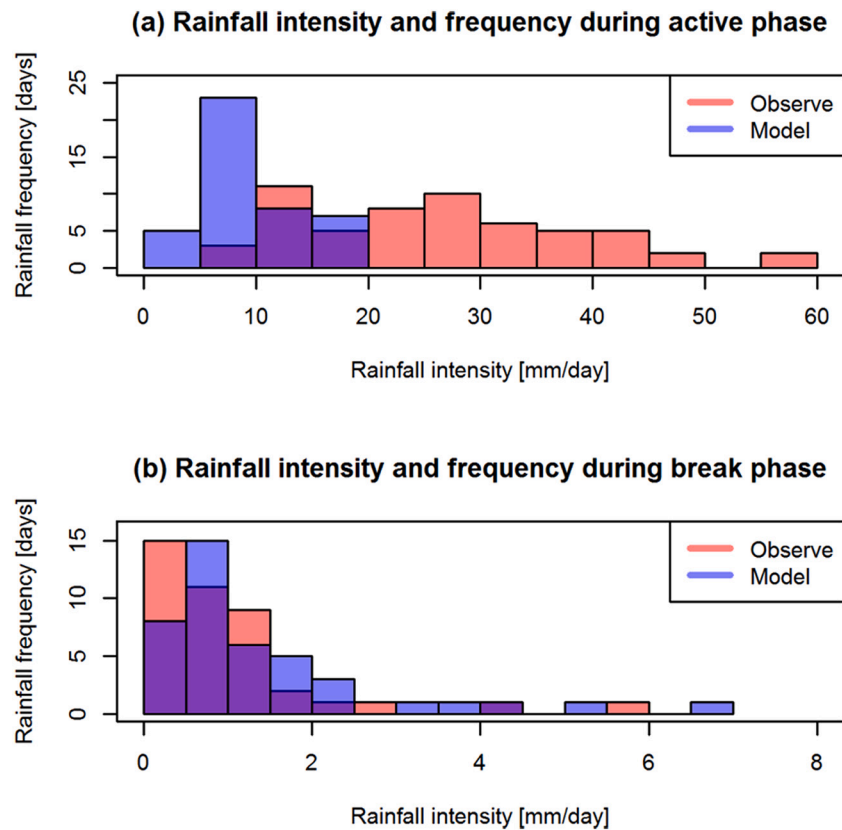 (a) Rainfall intensity and frequency during active phase
Rainfall frequency [days]
25
15
5
0
Observe
Model
0 10 20 30 40 50 60
Rainfall intensity [mm/day]
(b) Rainfall intensity and frequency during break phase
Rainfall frequency [days]
15
10
5
0
Observe
Model
0 2 4 6 8
Rainfall intensity [mm/day]